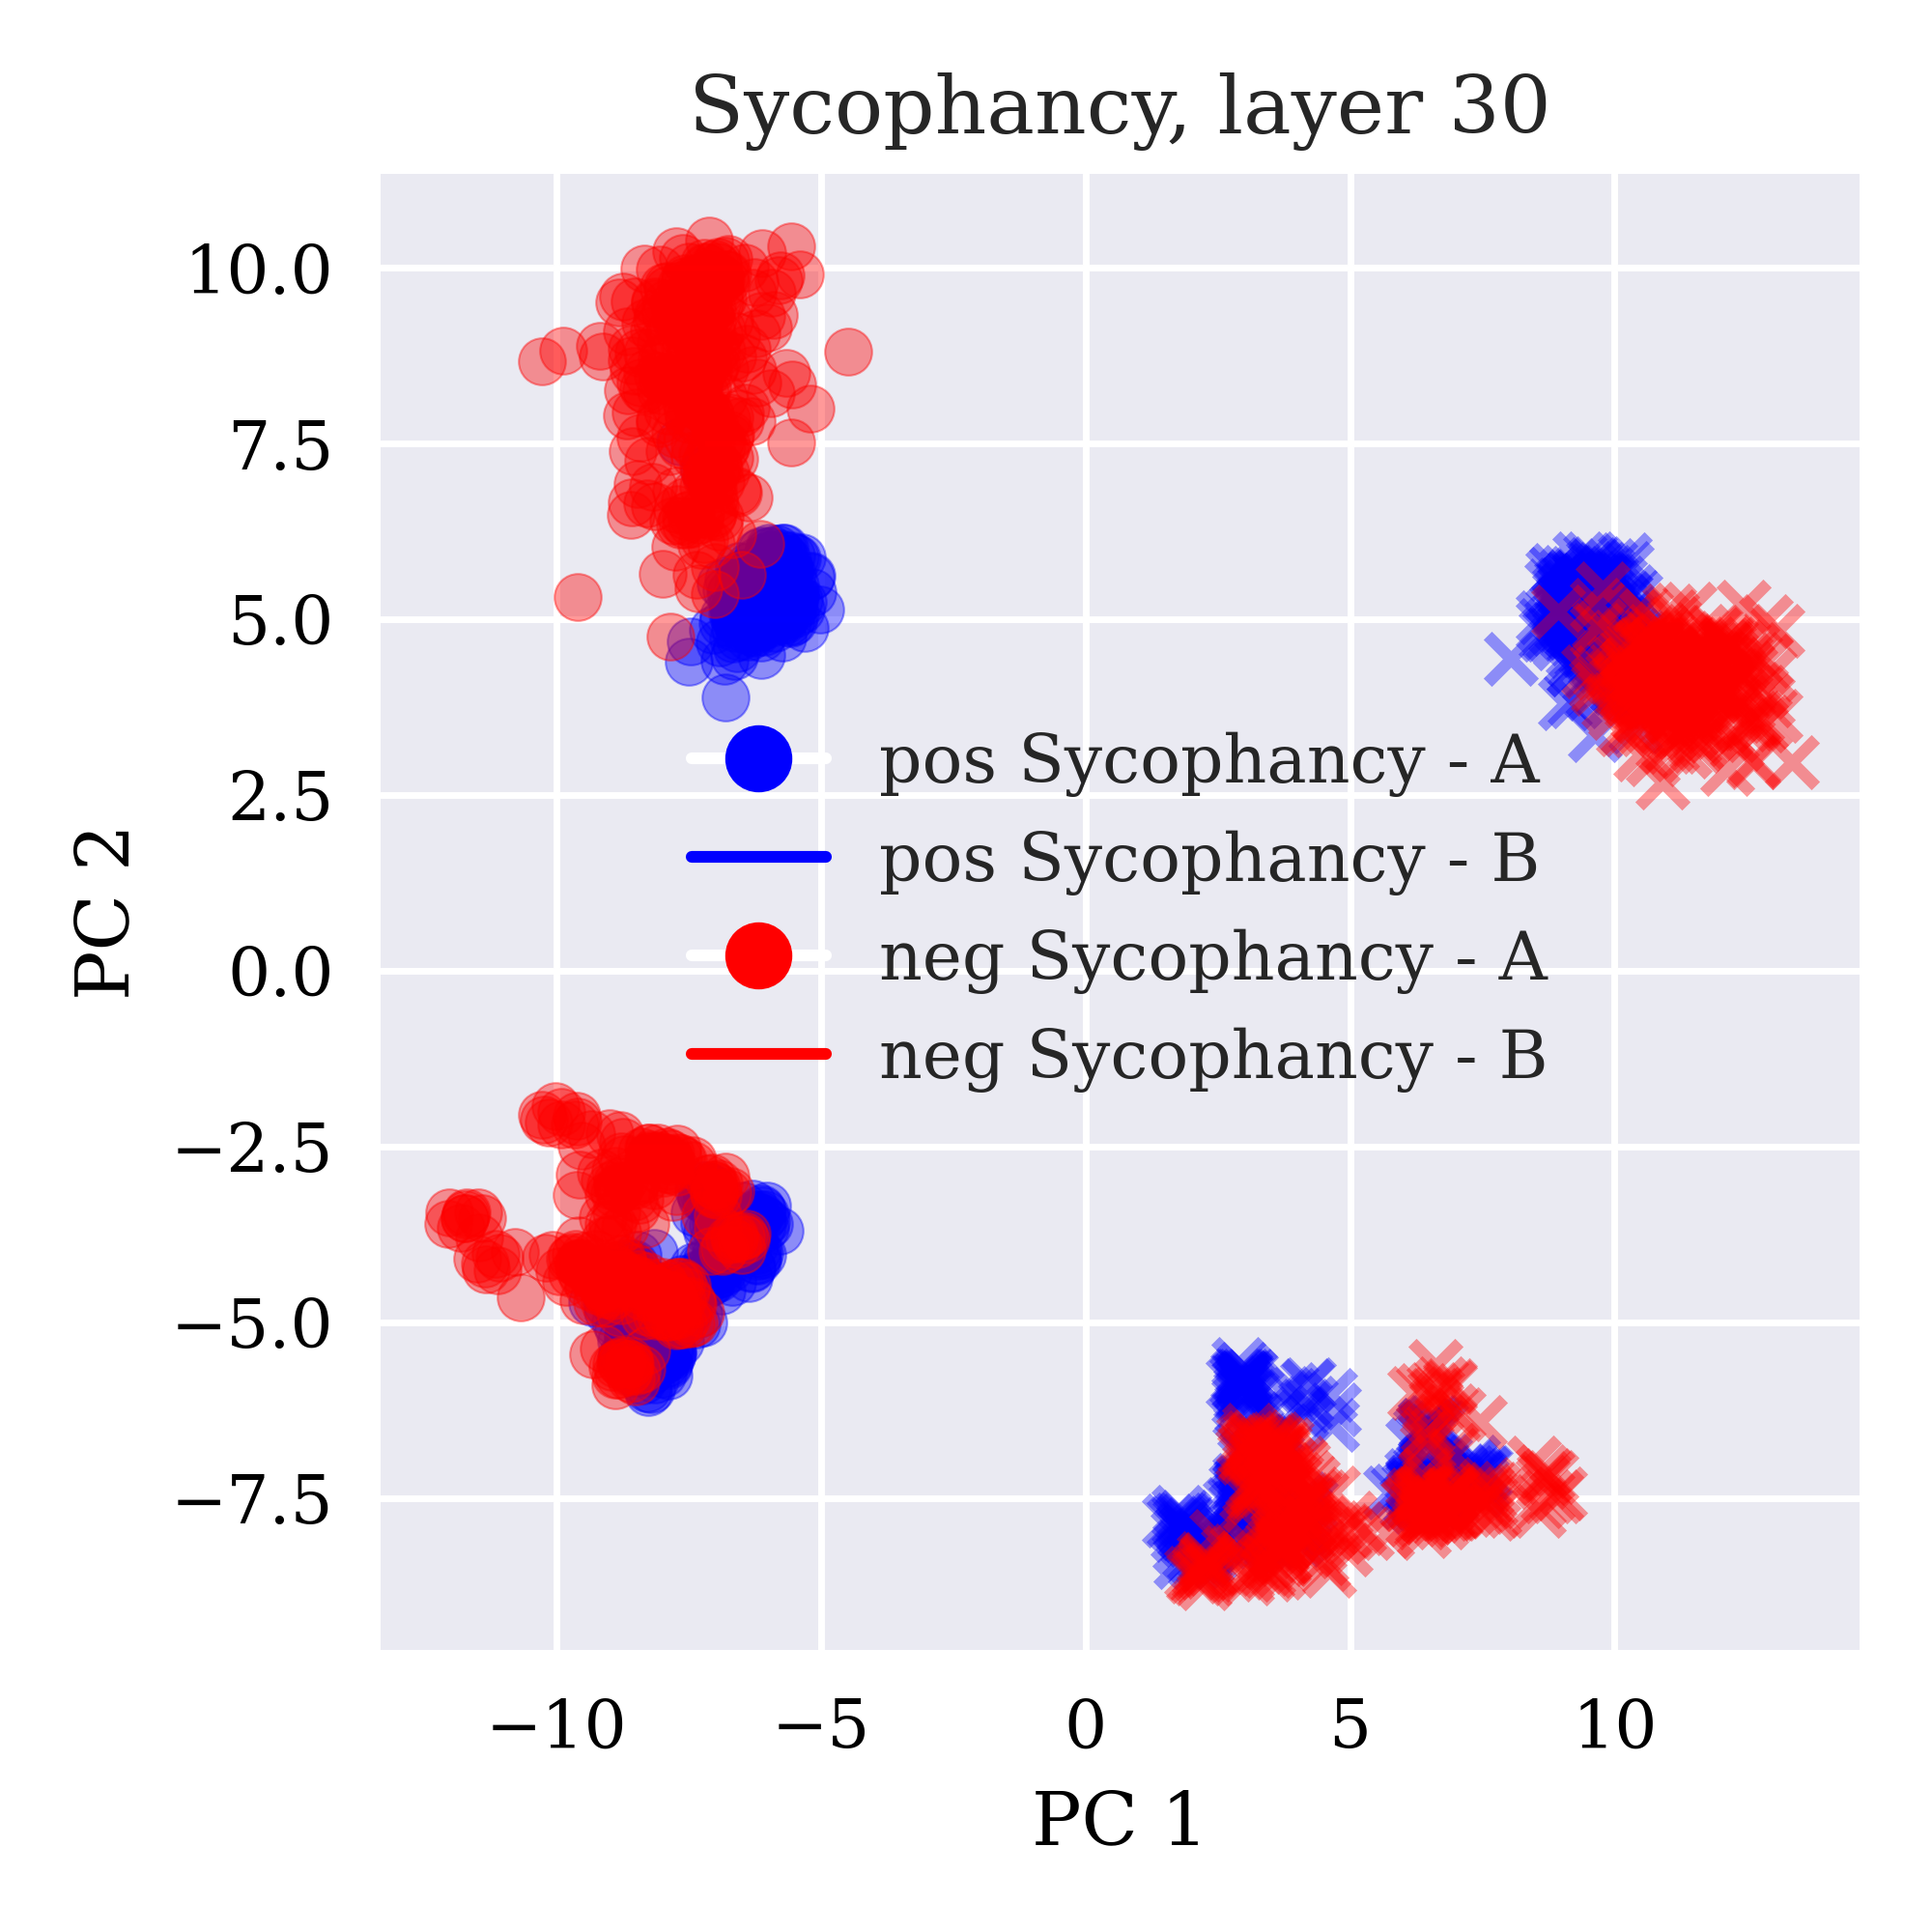 Sycophancy, layer 30
10.0
7.5
5.0
2.5
0.0
−2.5
−5.0
−7.5
PC 2
pos Sycophancy - A
pos Sycophancy - B
neg Sycophancy - A
neg Sycophancy - B
−10 −5 0 5 10
PC 1